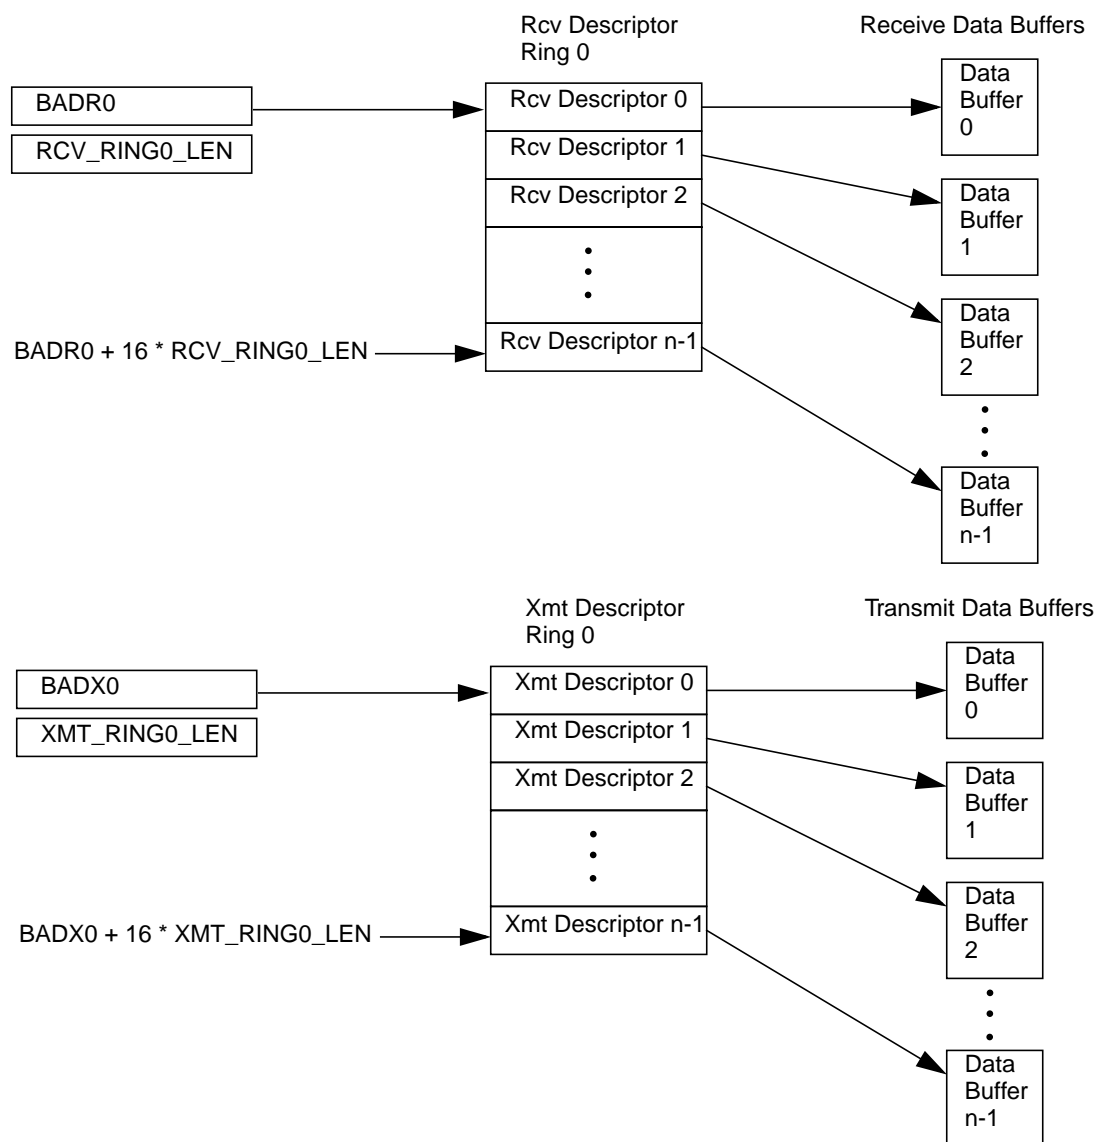 Rcv Descriptor
Ring 0
Receive Data Buffers
BADR0
RCV_RING0_LEN
Rcv Descriptor 0
Rcv Descriptor 1
Rcv Descriptor 2
BADR0 + 16 * RCV_RING0_LEN
Rcv Descriptor n-1
Data
Buffer
0
Data
Buffer
1
Data
Buffer
2
Data
Buffer
n-1
Xmt Descriptor
Ring 0
Transmit Data Buffers
BADX0
XMT_RING0_LEN
Xmt Descriptor 0
Xmt Descriptor 1
Xmt Descriptor 2
BADX0 + 16 * XMT_RING0_LEN
Xmt Descriptor n-1
Data
Buffer
0
Data
Buffer
1
Data
Buffer
2
Data
Buffer
n-1